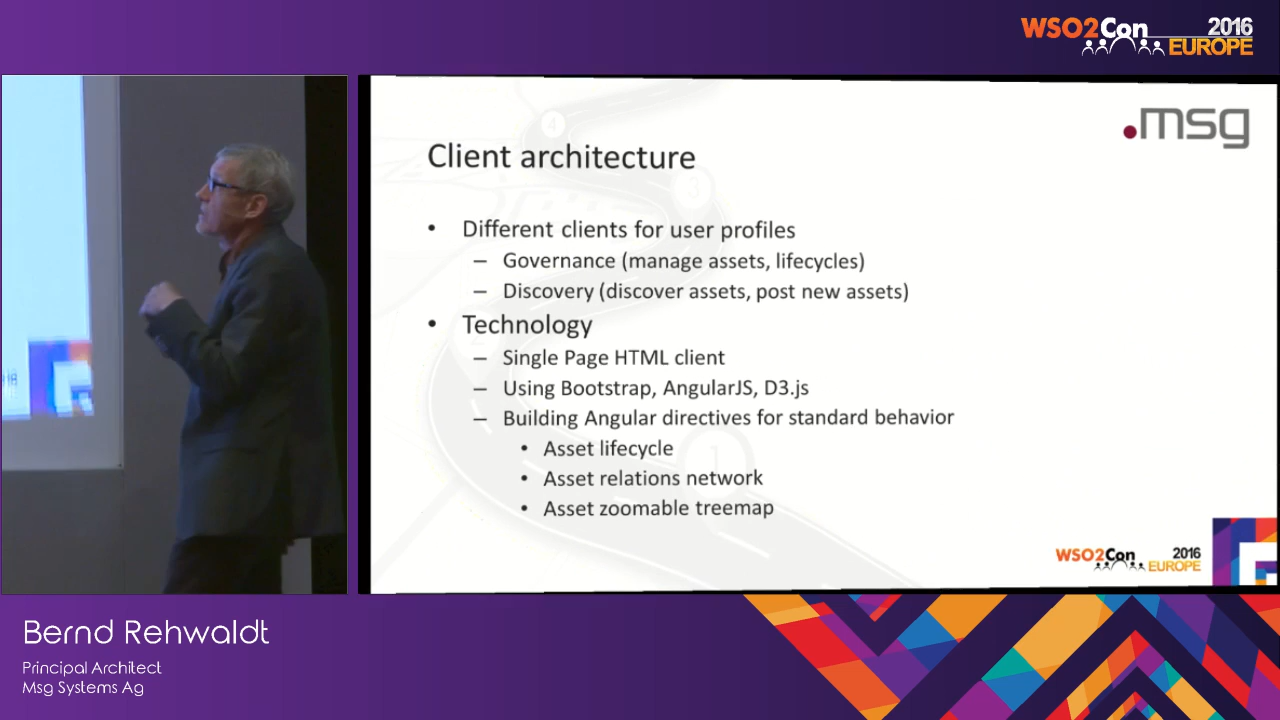 WSO2Con 2016
EUROPE
.msg
Client architecture
• Different clients for user profiles
– Governance (manage assets, lifecycles)
– Discovery (discover assets, post new assets)
• Technology
– Single Page HTML client
– Using Bootstrap, AngularJS, D3.js
– Building Angular directives for standard behavior
• Asset lifecycle
• Asset relations network
• Asset zoomable treemap
WSO2Con 2016
EUROPE
Bernd Rehwaldt
Principal Architect
Msg Systems Ag